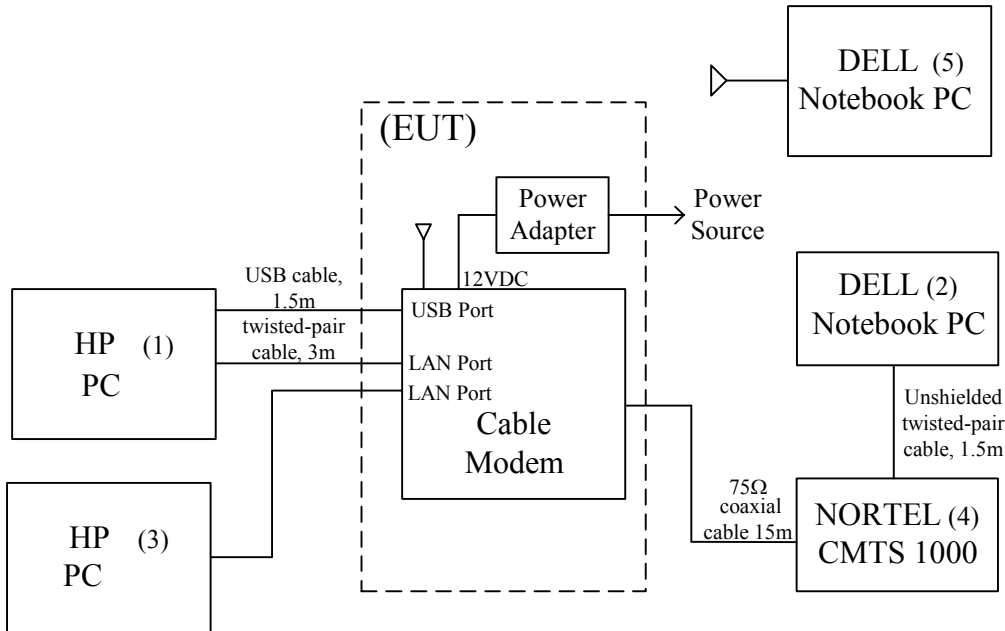 DELL (5)
Notebook PC
(EUT)
Power
Adapter
Power
Source
12VDC
USB cable,
1.5m
twisted-pair
cable, 3m
HP (1)
PC
USB Port
LAN Port
LAN Port
Cable
Modem
DELL (2)
Notebook PC
Unshielded
twisted-pair
cable, 1.5m
75Ω
coaxial
cable 15m
NORTEL (4)
CMTS 1000
HP (3)
PC